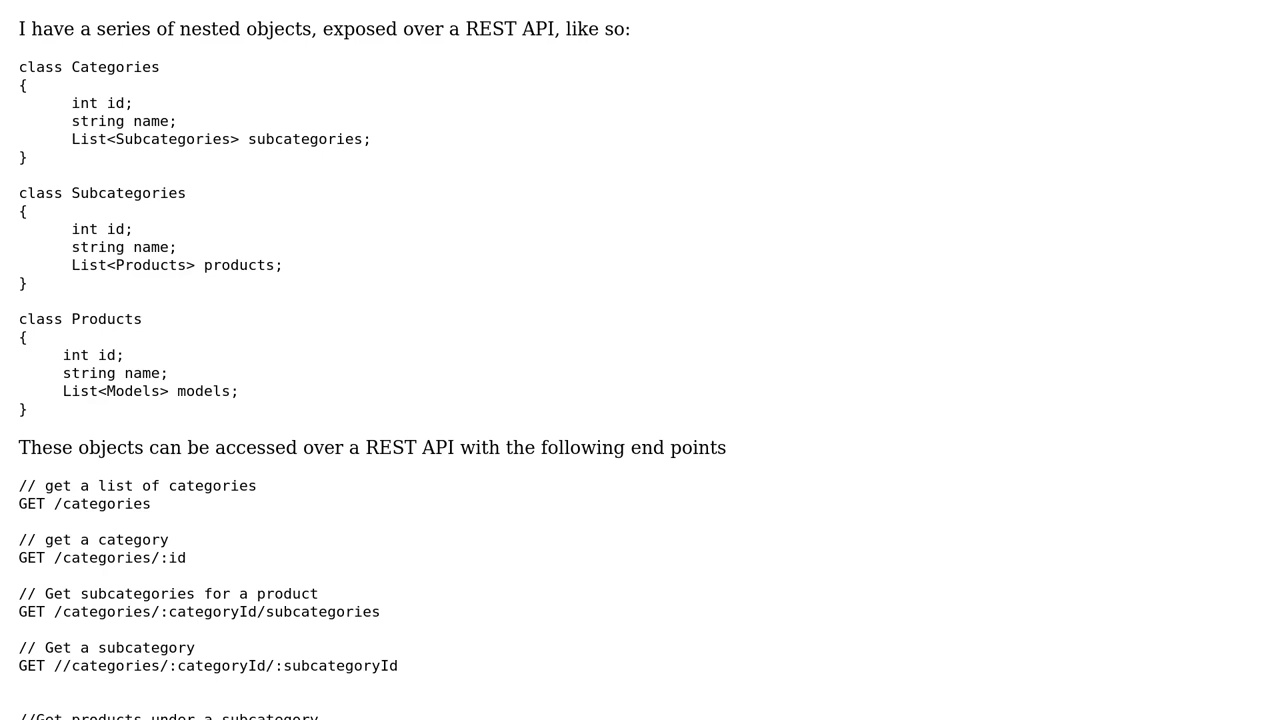 I have a series of nested objects, exposed over a REST API, like so:
class Categories
{
      int id;
      string name;
      List<Subcategories> subcategories;
}
class Subcategories
{
      int id;
      string name;
      List<Products> products;
}
class Products
{
     int id;
     string name;
     List<Models> models;
}
These objects can be accessed over a REST API with the following end points
// get a list of categories
GET /categories
// get a category
GET /categories/:id
// Get subcategories for a product
GET /categories/:categoryId/subcategories
// Get a subcategory
GET //categories/:categoryId/:subcategoryId
//Get products under a subcategory